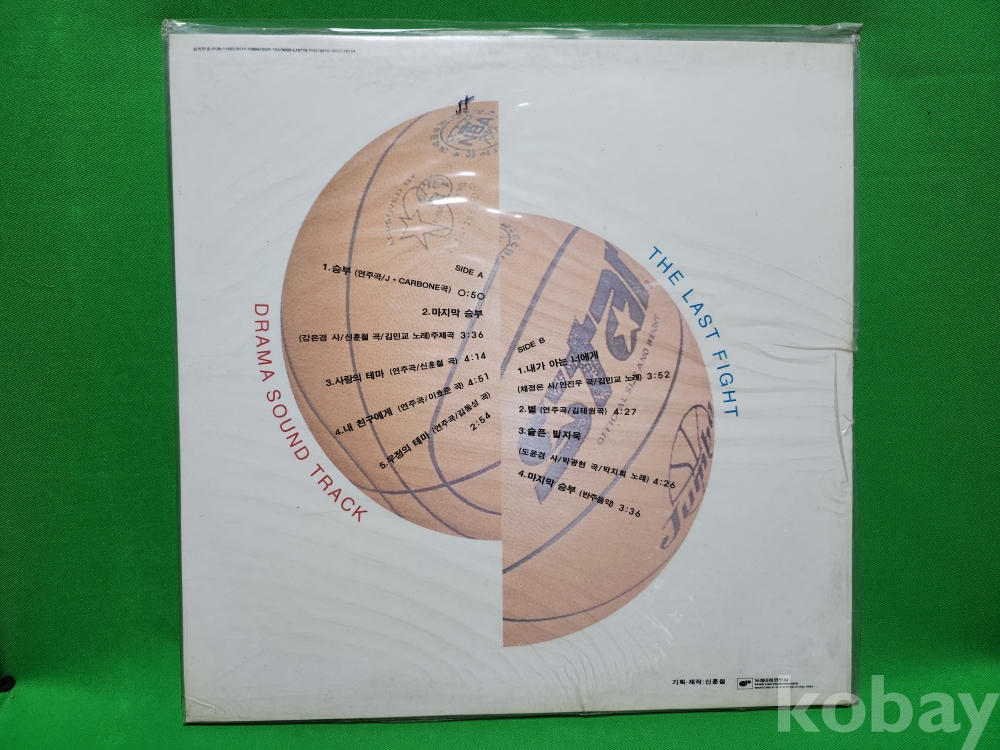 NBA
APPROVED BY
SIDE A
1.승부 (연주곡/J·CARBONE곡) 0:50
2.마지막 승부
(강은경 사/신훈철 곡/김민교 노래)주제곡 3:36
3.사랑의 테마 (연주곡/신훈철 곡) 4:14
4.내 친구에게 (연주곡/이호준 곡) 4:51
5.우정의 테마 (연주곡/김동성 곡)
2:54
DRAMA SOUND TRACK
THE LAST FIGHT
STAR
SIDE B
1.내가 아는 너에게
(채정은 사/안진우 곡/김민교 노래) 3:52
2.별 (연주곡/김태원곡) 4:27
3.슬픈 발자욱
(도윤경 사/박광현 곡/박지희 노래) 4:26
4.마지막 승부 (반주음악) 3:36
기획·제작:신훈철
kobay